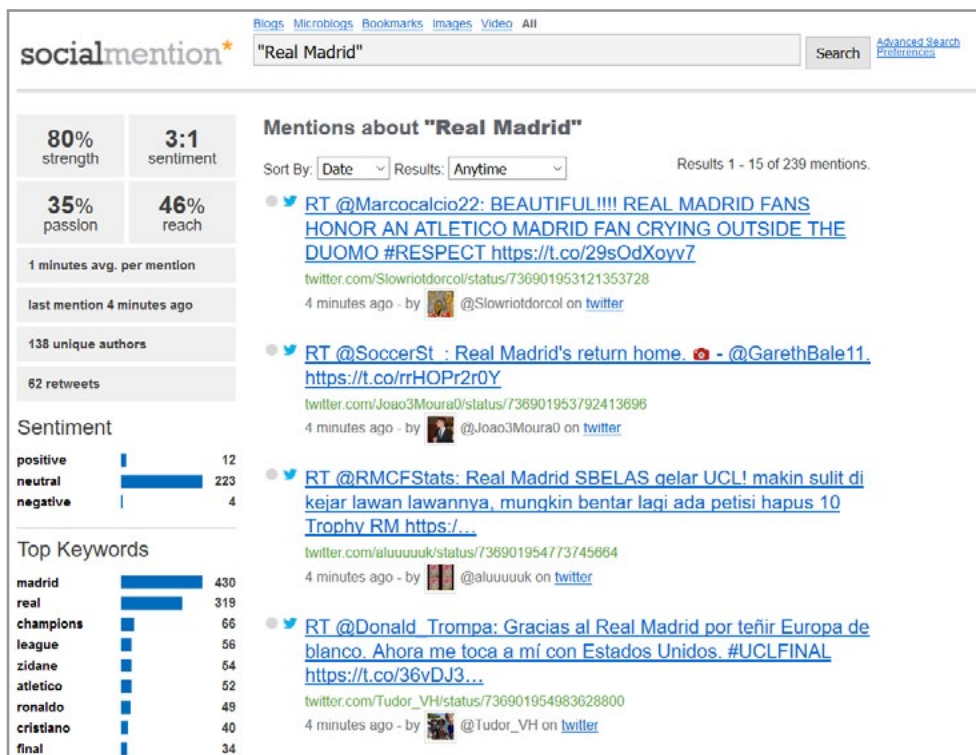 Blogs Microblogs Bookmarks Images Video All
socialmention*
"Real Madrid"
Search
Advanced Search
Preferences
80%
strength
3:1
sentiment
35%
passion
46%
reach
1 minutes avg. per mention
last mention 4 minutes ago
138 unique authors
62 retweets
Sentiment
positive 12
neutral 223
negative 4
Top Keywords
madrid 430
real 319
champions 66
league 56
zidane 54
atletico 52
ronaldo 49
cristiano 40
final 34
Mentions about "Real Madrid"
Sort By: Date Results: Anytime Results 1 - 15 of 239 mentions.
RT @Marcocalcio22: BEAUTIFUL!!!! REAL MADRID FANS
HONOR AN ATLETICO MADRID FAN CRYING OUTSIDE THE
DUOMO #RESPECT https://t.co/29sOdXoyv7
twitter.com/Slowriotdorcol/status/736901953121353728
4 minutes ago - by @Slowriotdorcol on twitter
RT @SoccerSt_: Real Madrid's return home. 📷 - @GarethBale11.
https://t.co/rrHOPr2r0Y
twitter.com/Joao3Moura0/status/736901953792413696
4 minutes ago - by @Joao3Moura0 on twitter
RT @RMCFStats: Real Madrid SBELAS gelar UCL! makin sulit di
kejar lawan lawannya, mungkin bentar lagi ada petisi hapus 10
Trophy RM https:/…
twitter.com/aluuuuuk/status/736901954773745664
4 minutes ago - by @aluuuuuk on twitter
RT @Donald_Trompa: Gracias al Real Madrid por teñir Europa de
blanco. Ahora me toca a mí con Estados Unidos. #UCLFINAL
https://t.co/36vDJ3…
twitter.com/Tudor_VH/status/736901954983628800
4 minutes ago - by @Tudor_VH on twitter